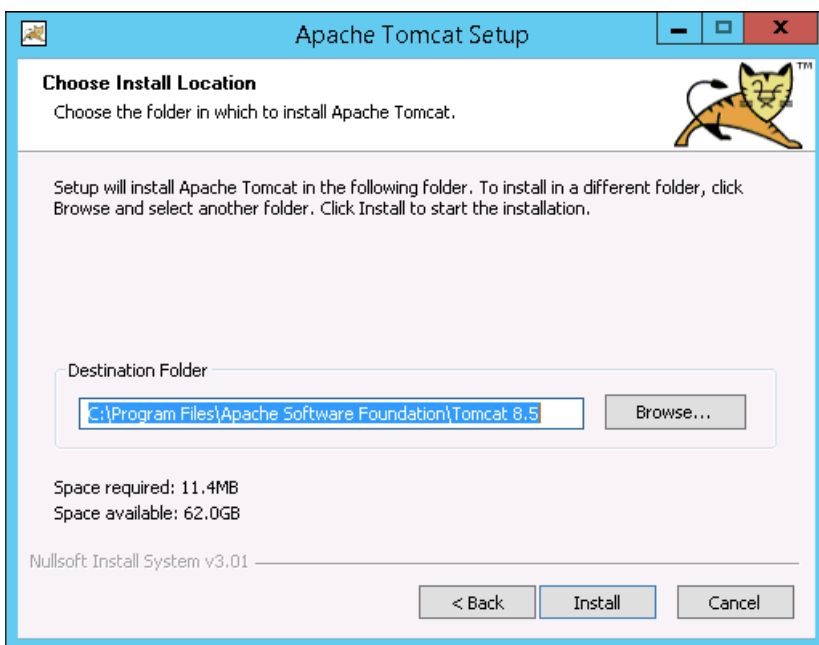 Apache Tomcat Setup
Choose Install Location
Choose the folder in which to install Apache Tomcat.
TM
Setup will install Apache Tomcat in the following folder. To install in a different folder, click
Browse and select another folder. Click Install to start the installation.
Destination Folder
C:\Program Files\Apache Software Foundation\Tomcat 8.5
Browse...
Space required: 11.4MB
Space available: 62.0GB
Nullsoft Install System v3.01
< Back
Install
Cancel